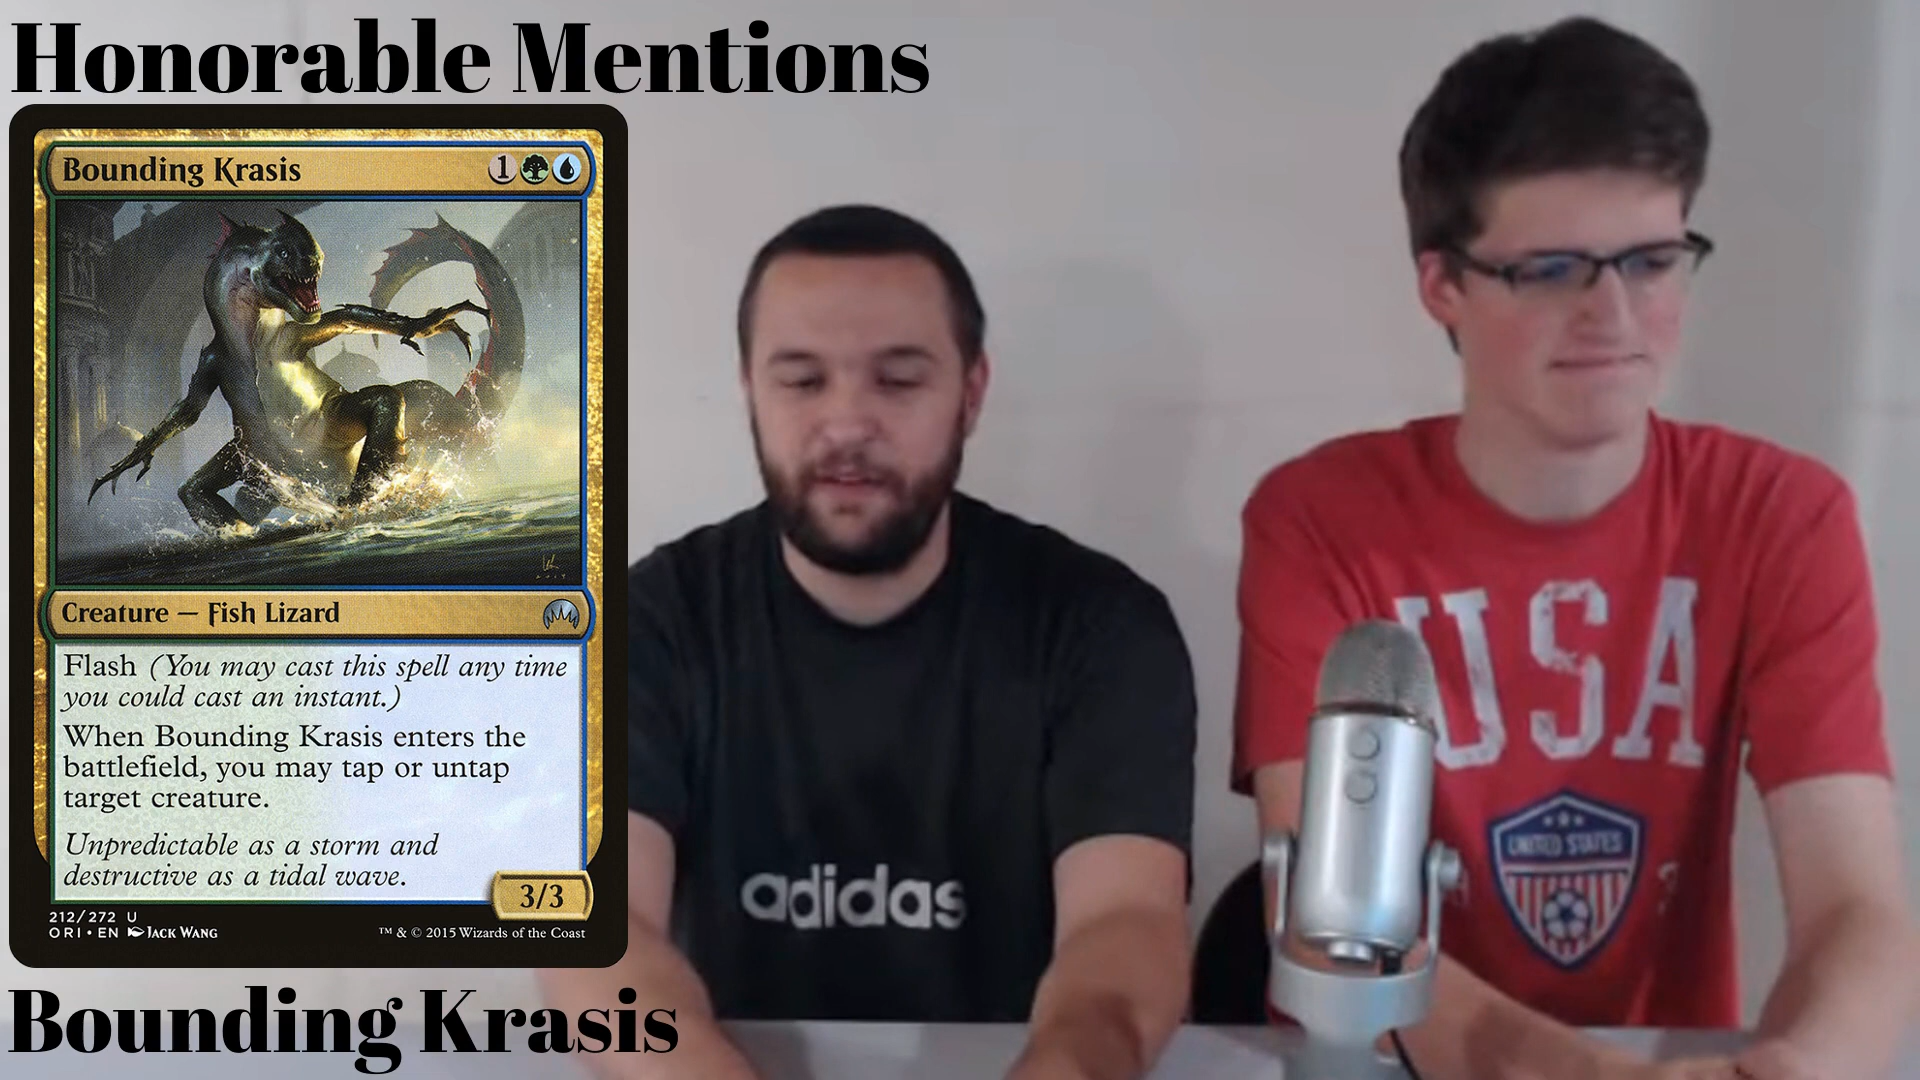 Honorable Mentions
Bounding Krasis 1
Creature — Fish Lizard
Flash (You may cast this spell any time
you could cast an instant.)
When Bounding Krasis enters the
battlefield, you may tap or untap
target creature.
Unpredictable as a storm and
destructive as a tidal wave.
3/3
212/272 U
ORI • EN Jack Wang
™ & © 2015 Wizards of the Coast
Bounding Krasis
adidas
USA
UNITED STATES